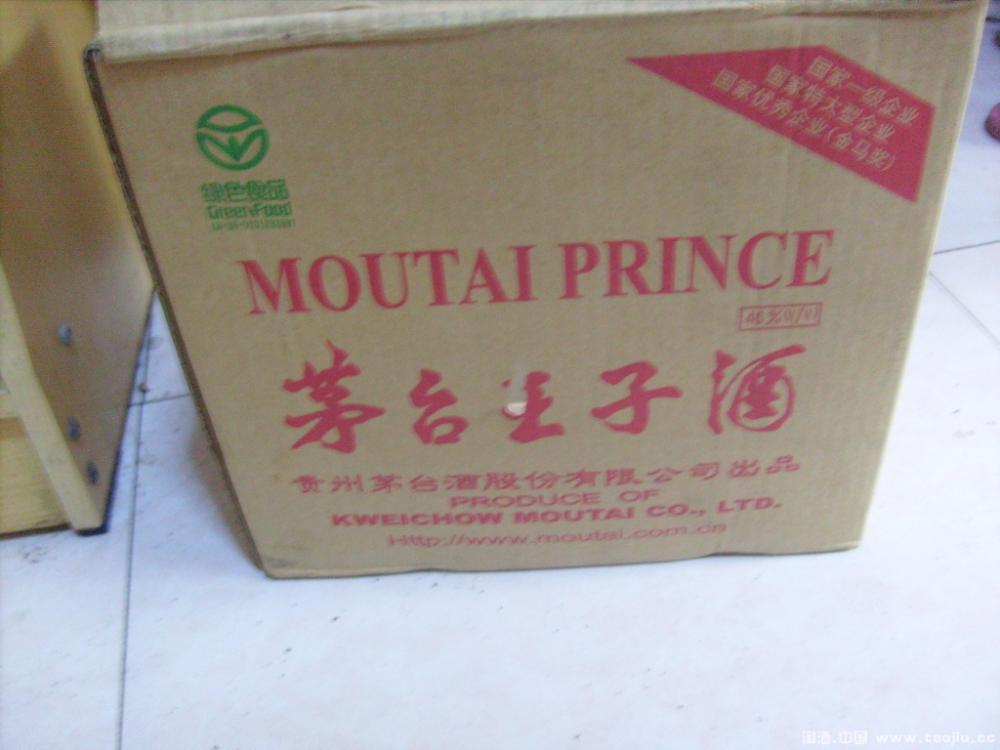 国家一级企业
国家特大型企业
国家优秀企业(金马奖)
绿色食品
GreenFood
MOUTAI PRINCE
46%(V/V)
茅台王子酒
贵州茅台酒股份有限公司出品
PRODUCE OF
KWEICHOW MOUTAI CO., LTD.
Http://www.moutai.com.cn
www.taojiu.cc